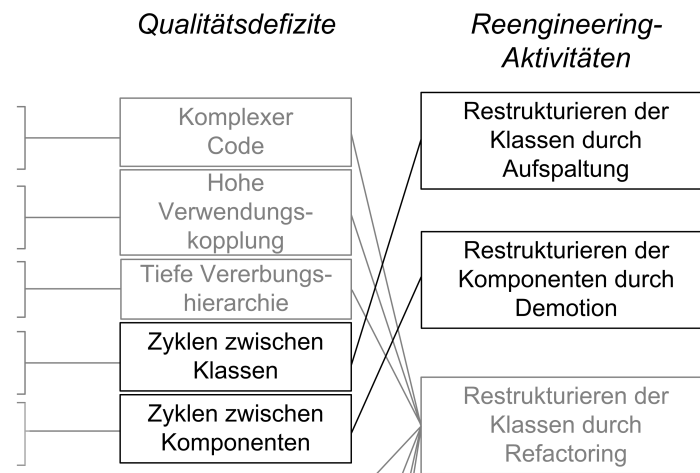 Qualitätsdefizite
Reengineering-
Aktivitäten
Komplexer
Code
Hohe
Verwendungs-
kopplung
Tiefe Vererbungs-
hierarchie
Zyklen zwischen
Klassen
Zyklen zwischen
Komponenten
Restrukturieren der
Klassen durch
Aufspaltung
Restrukturieren der
Komponenten durch
Demotion
Restrukturieren der
Klassen durch
Refactoring